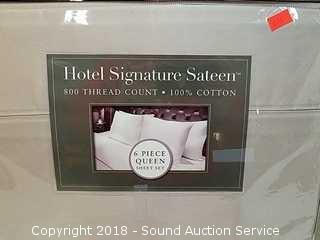 Hotel Signature Sateen™
800 THREAD COUNT • 100% COTTON
6 PIECE
QUEEN
SHEET SET
Copyright 2018 - Sound Auction Service